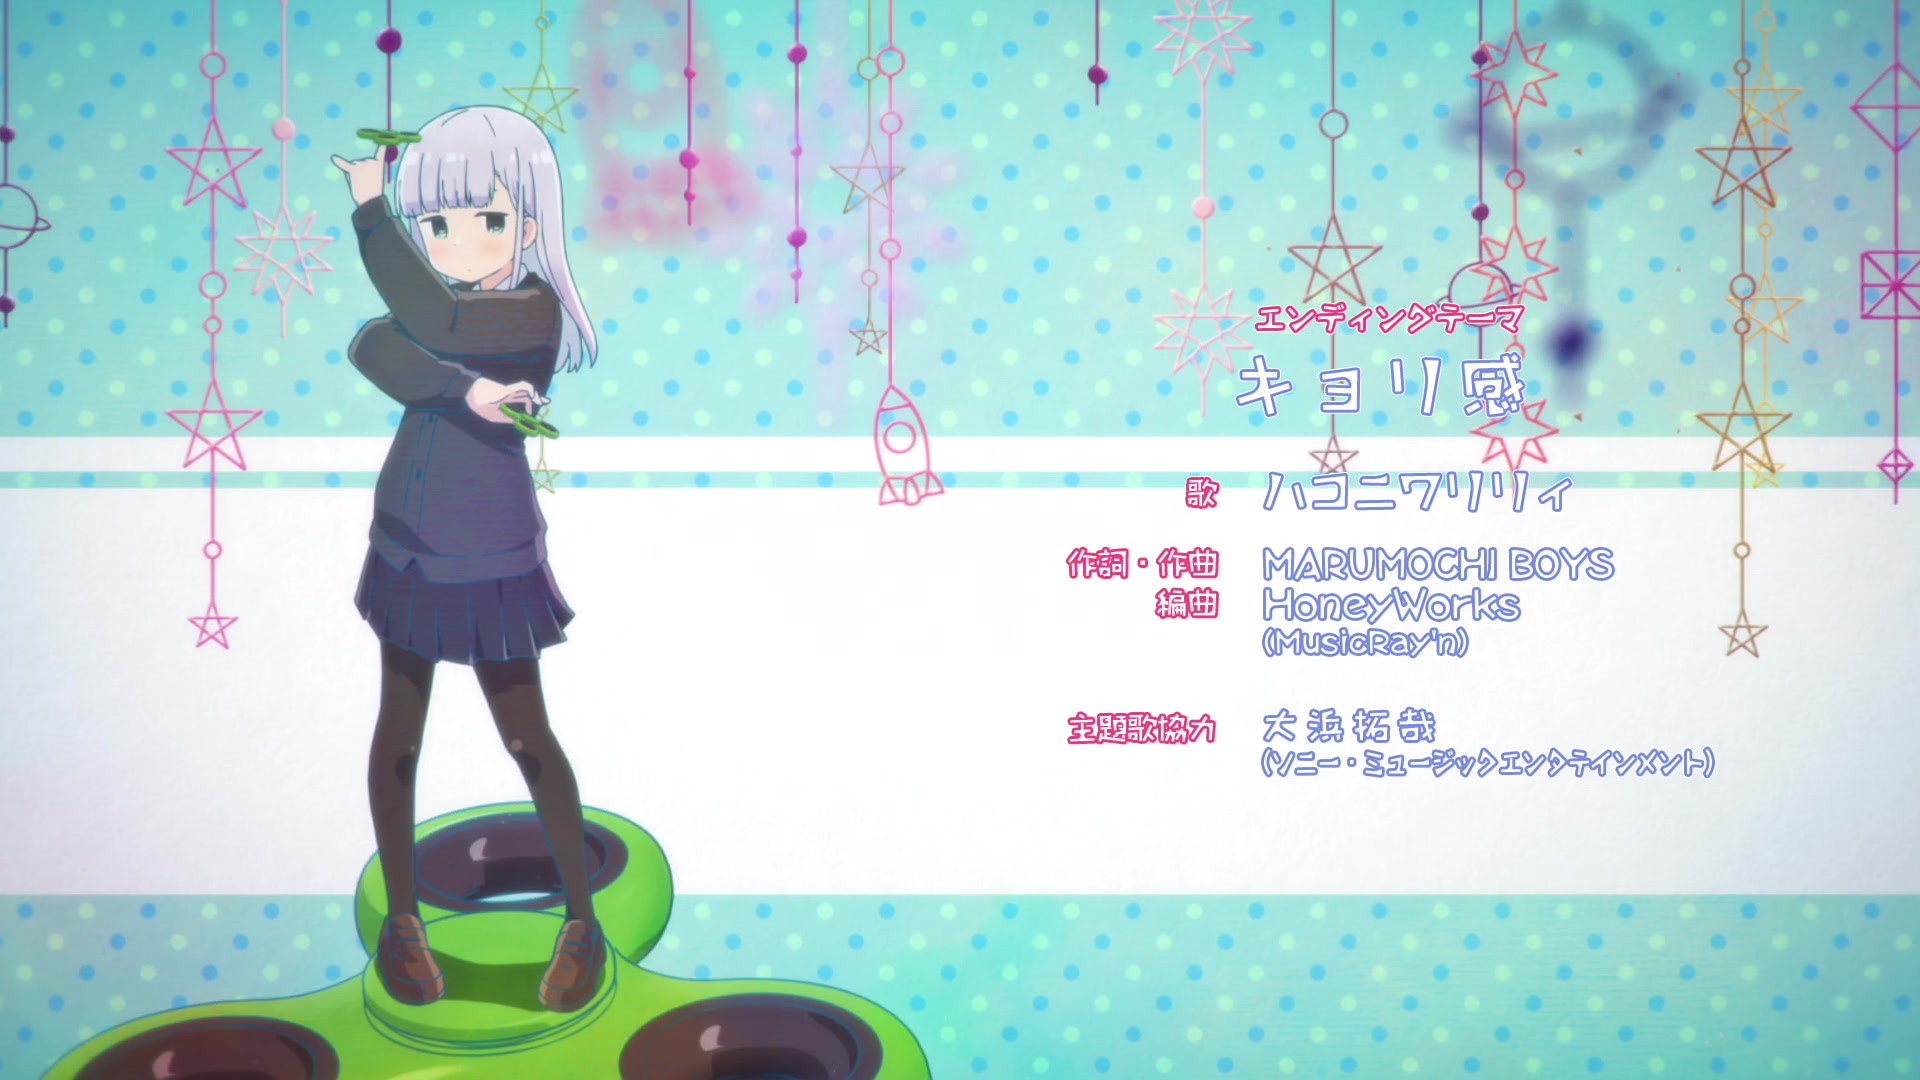 エンディングテーマ
キョリ感
歌 ハコニワリリィ
作詞・作曲 MARUMOCHI BOYS
編曲 HoneyWorks
(MusicRay'n)
主題歌協力 大浜拓哉
(ソニー・ミュージックエンタテインメント)